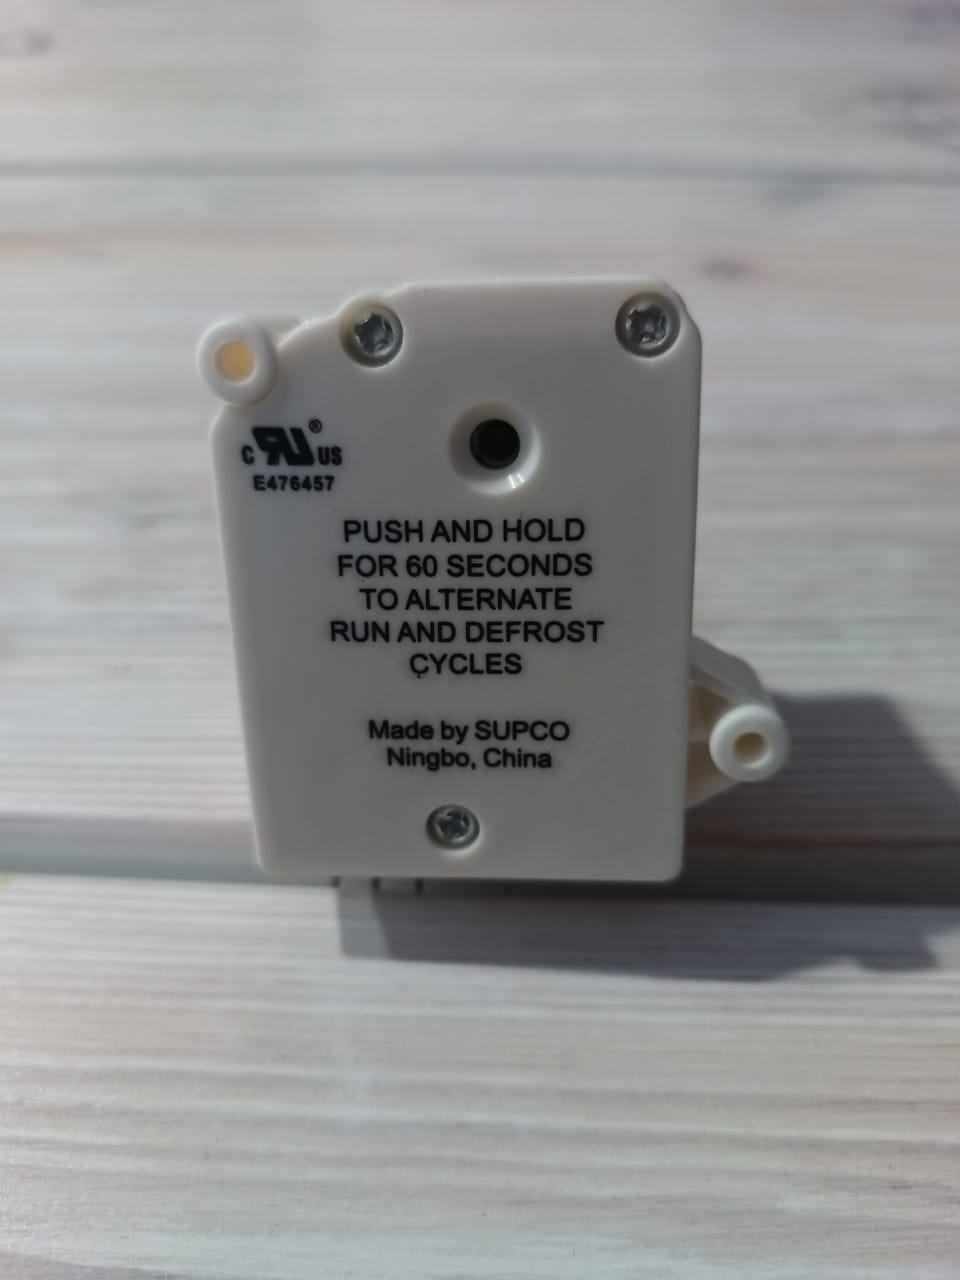 c RU ® US
E476457
PUSH AND HOLD
FOR 60 SECONDS
TO ALTERNATE
RUN AND DEFROST
CYCLES
Made by SUPCO
Ningbo, China